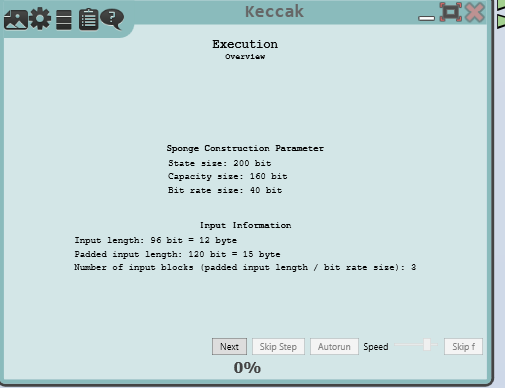 Keccak
Execution
Overview
Sponge Construction Parameter
State size: 200 bit
Capacity size: 160 bit
Bit rate size: 40 bit
Input Information
Input length: 96 bit = 12 byte
Padded input length: 120 bit = 15 byte
Number of input blocks (padded input length / bit rate size): 3
Next Skip Step Autorun Speed Skip f
0%